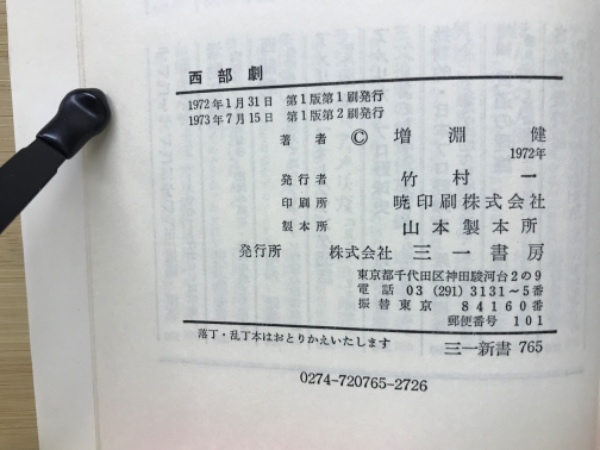 西部劇
1972年1月31日 第1版第1刷発行
1973年7月15日 第1版第2刷発行
著者 © 増淵 健
1972年
発行者 竹村 一
印刷所 暁印刷株式会社
製本所 山本製本所
発行所 株式会社 三一書房
東京都千代田区神田駿河台2の9
電話 03 (291) 3131〜5番
振替東京 84160番
郵便番号 101
落丁・乱丁本はおとりかえいたします 三一新書 765
0274-720765-2726